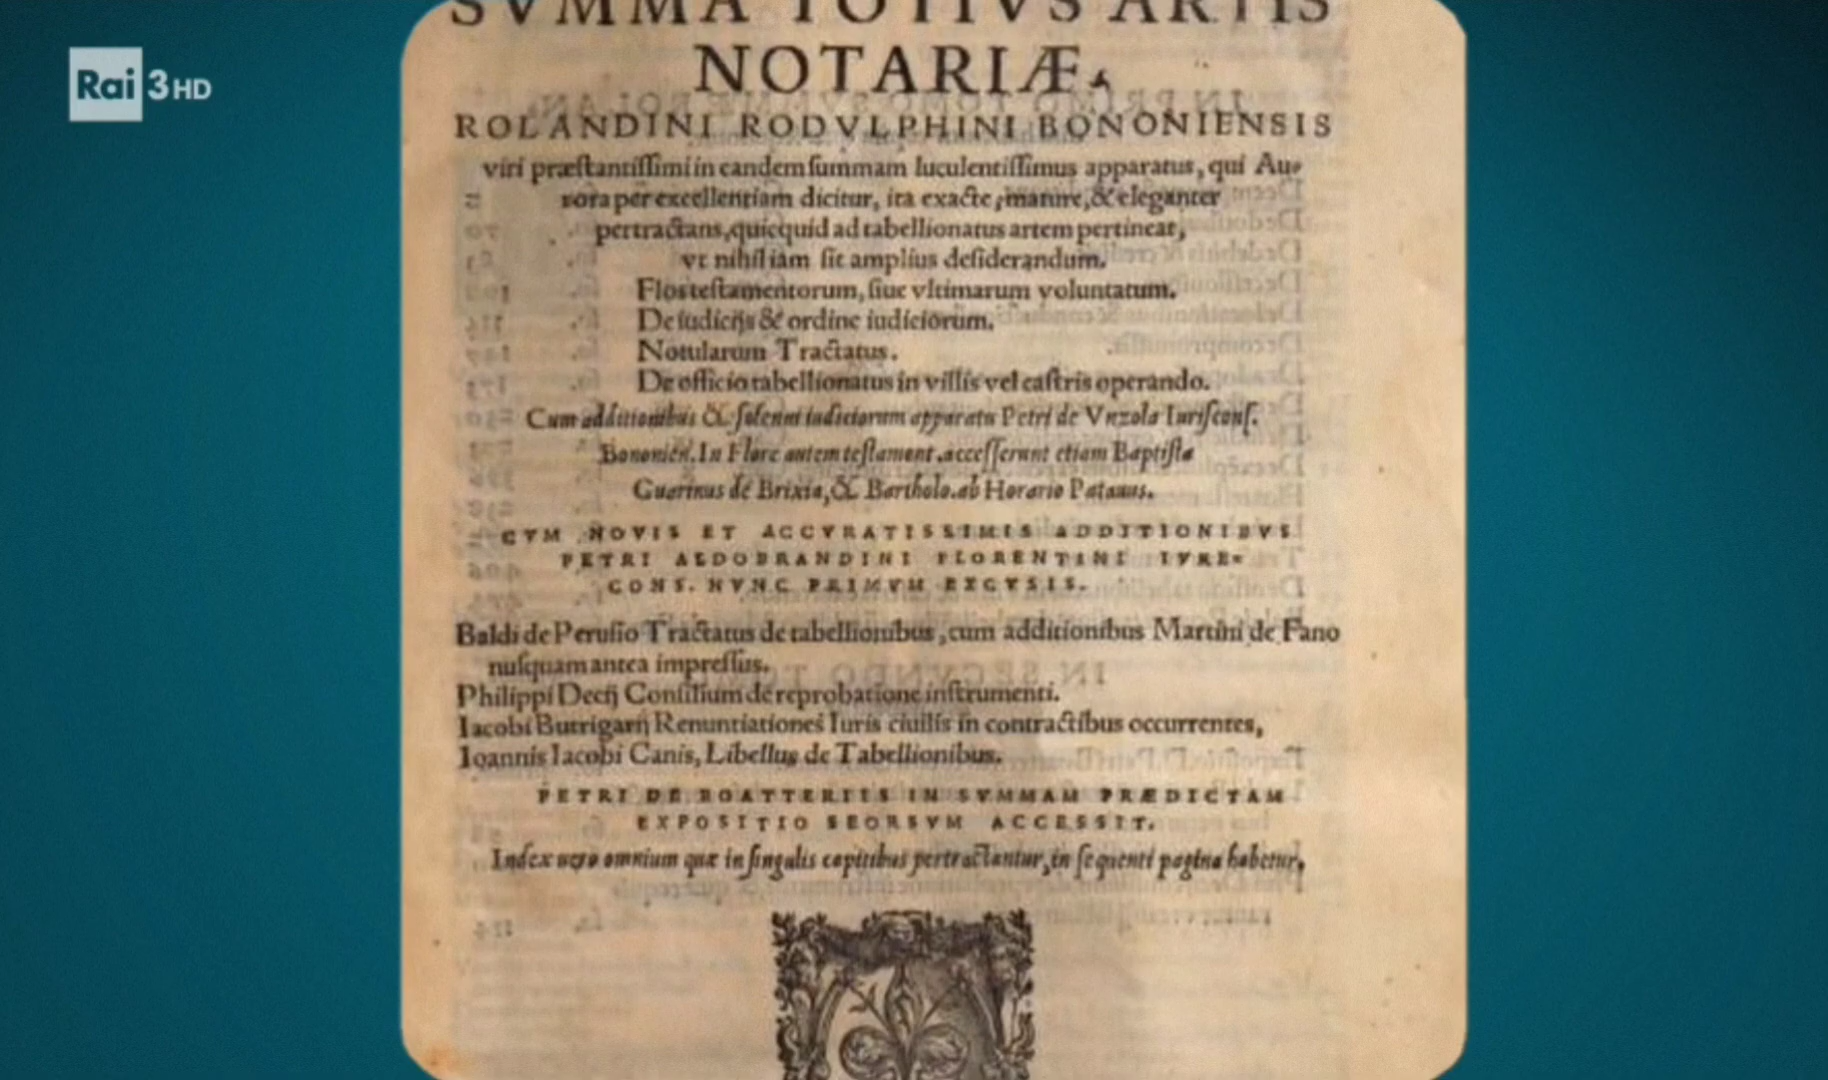 Rai 3HD
SVMMA TOTIVS ARTIS
NOTARIÆ,
ROLANDINI RODVLPHINI BONONIENSIS
viri præstantissimi in eandem summam luculentissimus apparatus, qui Au-
rora per excellentiam dicitur, ita exacte, mature, & eleganter
pertractans, quicquid ad tabellionatus artem pertineat,
vt nihil iam sit amplius desiderandum.
Flos testamentorum, siue vltimarum voluntatum.
De iudicijs & ordine iudiciorum.
Notularum Tractatus.
De officio tabellionatus in villis vel castris operando.
Cum additionibus & solenni iudiciorum apparatu Petri de Vnzola Iurisconſ.
Bononien. In Flore autem testament. accesserunt etiam Baptista
Guarinus de Brixia, & Bartholo. ab Horario Patauus.
CVM NOVIS ET ACCVRATISSIMIS ADDITIONIBVS
PETRI ALDOBRANDINI FLORENTINI IVRE-
CONS. NVNC PRIMVM EXCVSIS.
Baldi de Perusio Tractatus de tabellionibus, cum additionibus Martini de Fano
nusquam antea impressus.
Philippi Decij Consilium de reprobatione instrumenti.
Iacobi Butrigarij Renuntiationes Iuris ciuilis in contractibus occurrentes,
Ioannis Iacobi Canis, Libellus de Tabellionibus.
PETRI DE BOATTERIIS IN SVMMAM PRÆDICTAM
EXPOSITIO SEORSVM ACCESSIT.
Index vero omnium quæ in singulis capitibus pertractantur, in sequenti pagina habetur,